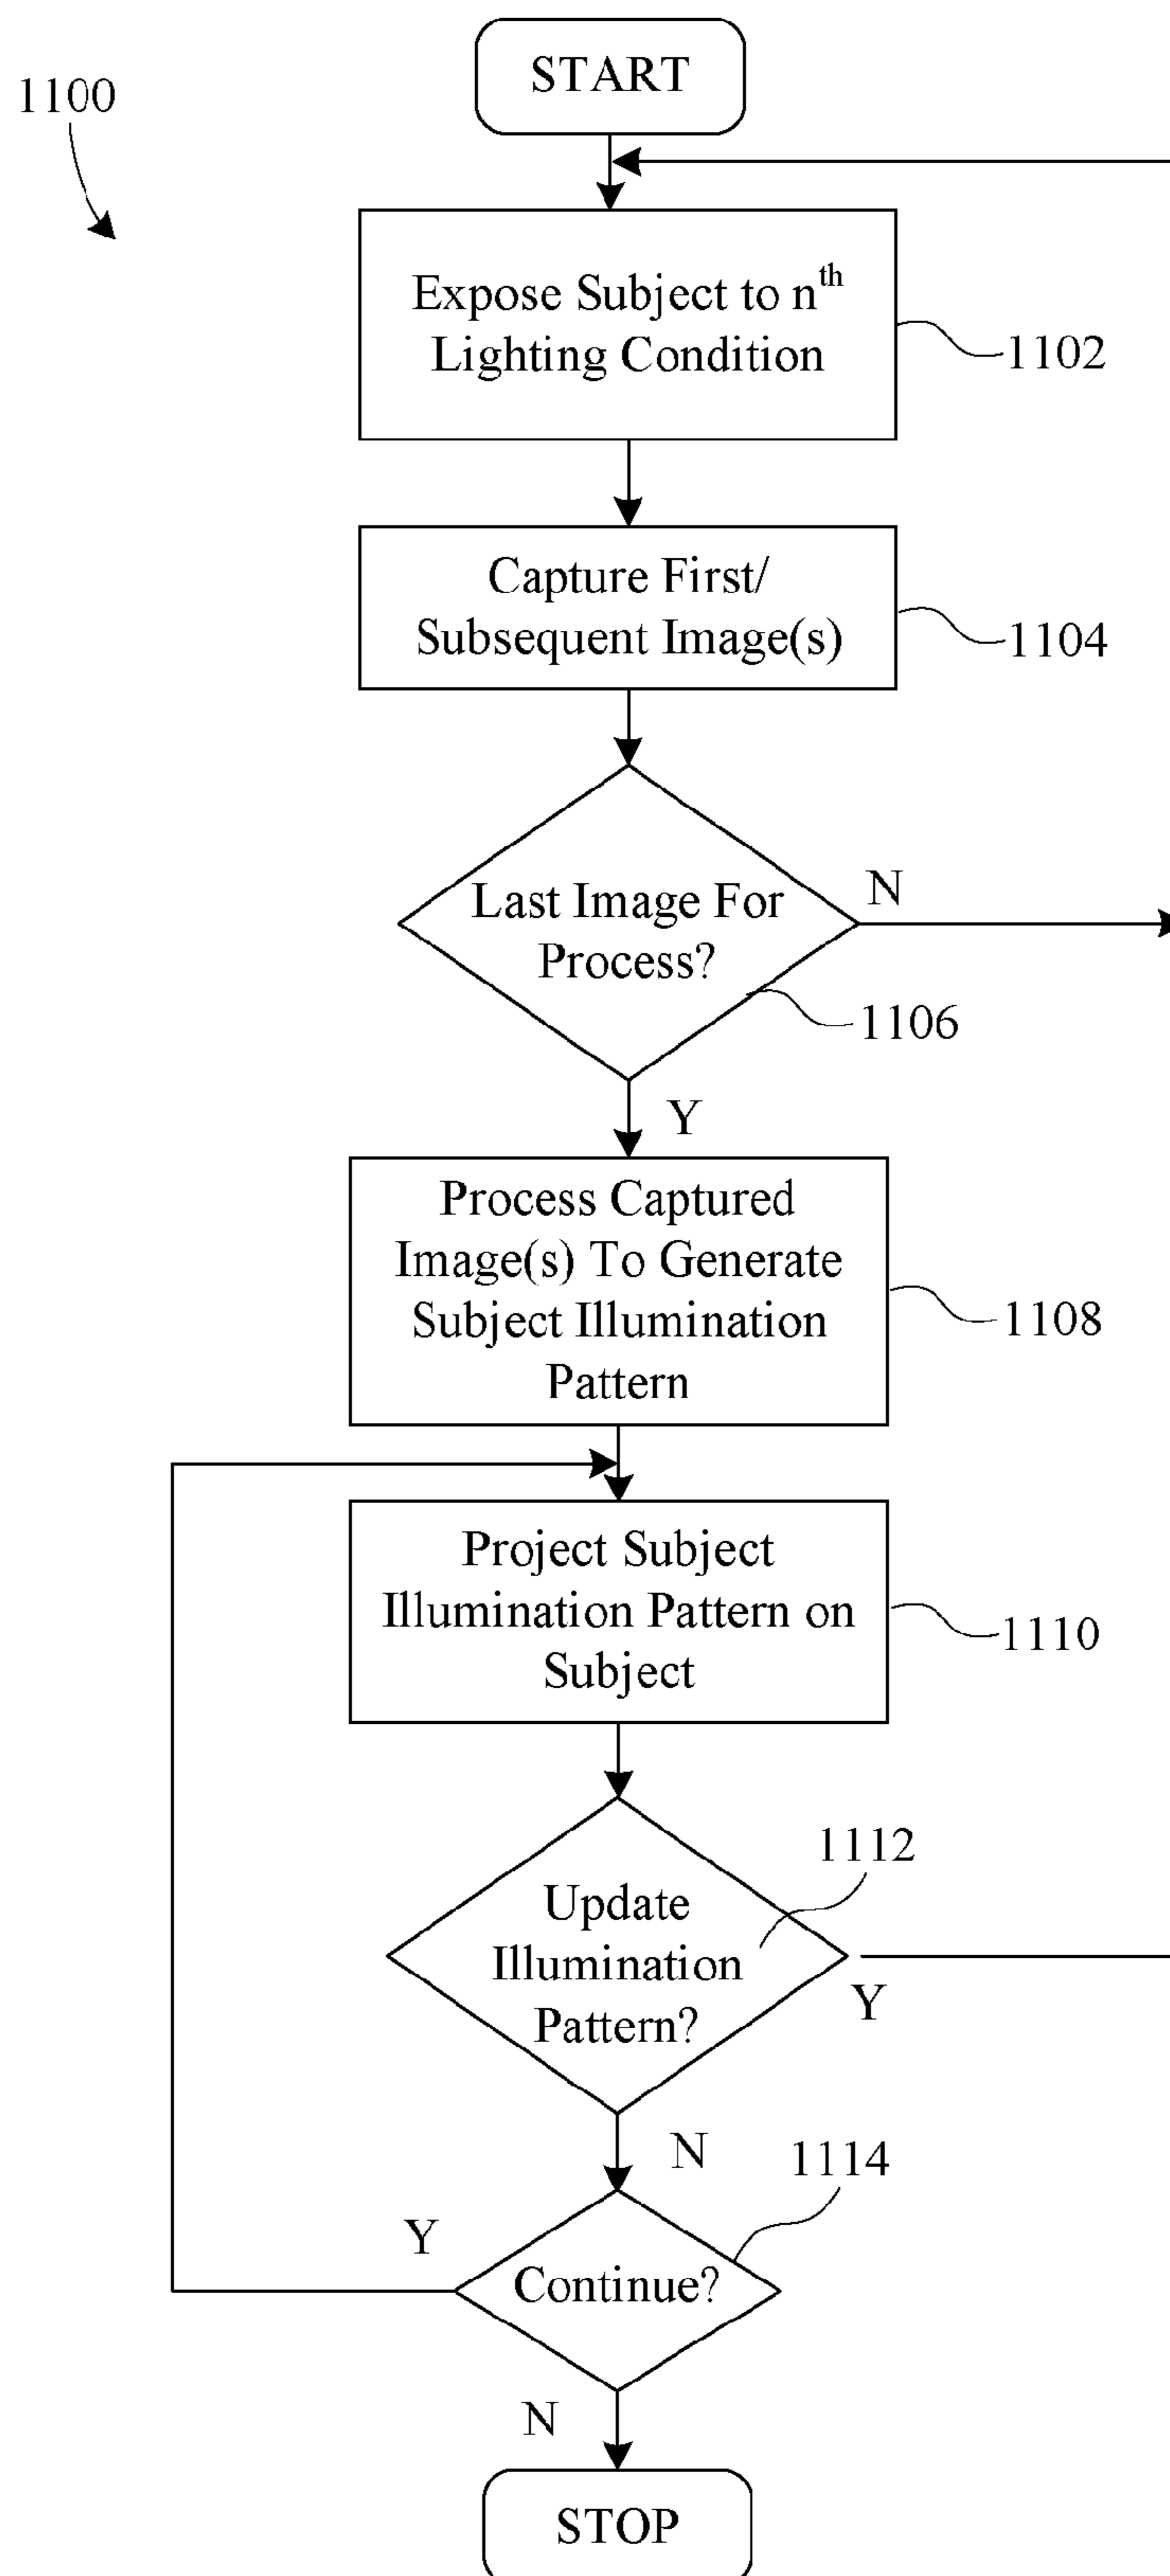 START
1100
Expose Subject to nth
Lighting Condition
1102
Capture First/
Subsequent Image(s)
1104
Last Image For
Process?
N
1106
Y
Process Captured
Image(s) To Generate
Subject Illumination
Pattern
1108
Project Subject
Illumination Pattern on
Subject
1110
1112
Update
Illumination
Pattern?
Y
N
1114
Y
Continue?
N
STOP